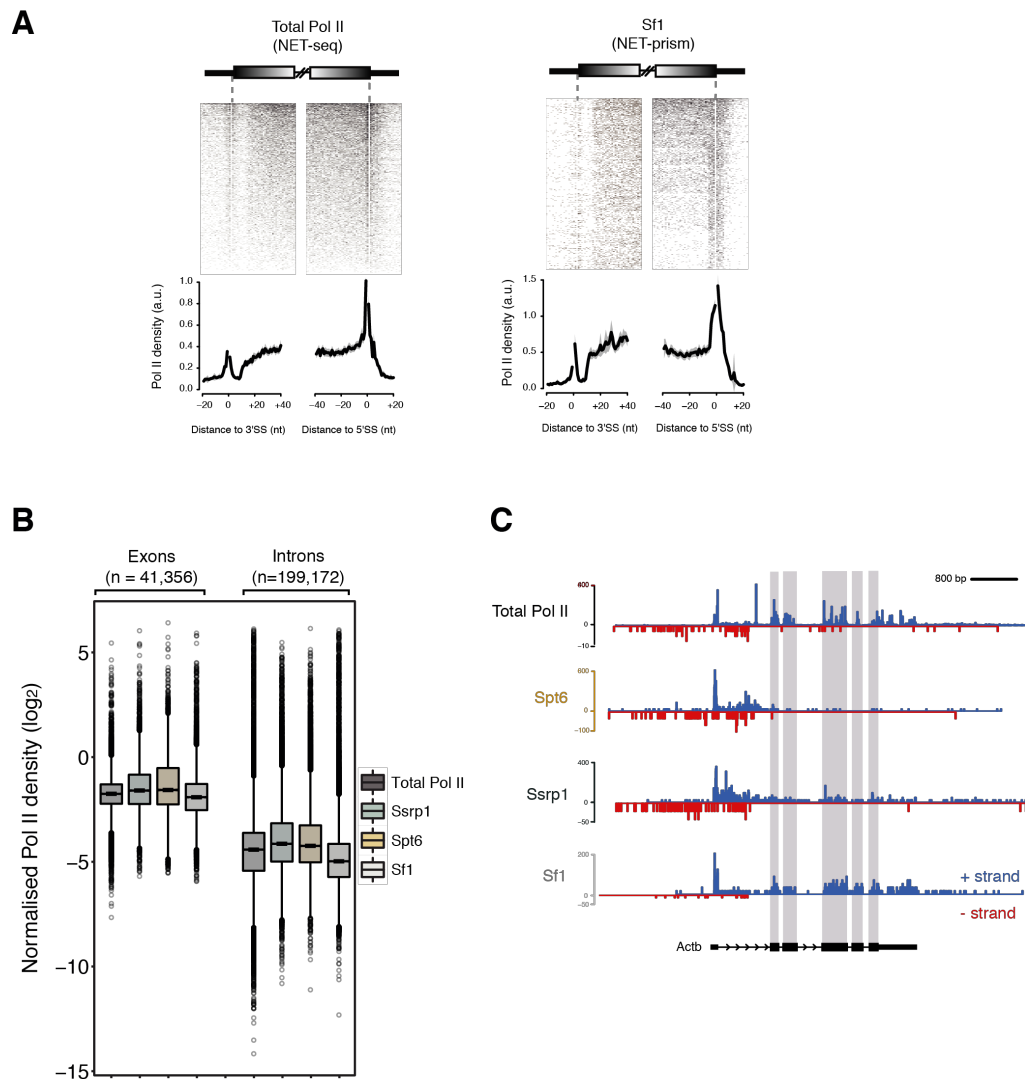 A
Total Pol II
(NET-seq)
Sf1
(NET-prism)
Pol II density (a.u.)
1.0
0.8
0.6
0.4
0.2
0.0
−20 0 +20 +40
−40 −20 0 +20
Distance to 3'SS (nt)
Distance to 5'SS (nt)
Pol II density (a.u.)
1.5
1.0
0.5
0.0
−20 0 +20 +40
−40 −20 0 20
Distance to 3'SS (nt)
Distance to 5'SS (nt)
B
Exons
(n = 41,356)
Introns
(n=199,172)
Normalised Pol II density (log2)
5
0
−5
−10
−15
Total Pol II
Ssrp1
Spt6
Sf1
C
800 bp
Total Pol II
0
−10
Spt6
600
0
−100
Ssrp1
400
0
−50
Sf1
200
0
−50
+ strand
- strand
Actb